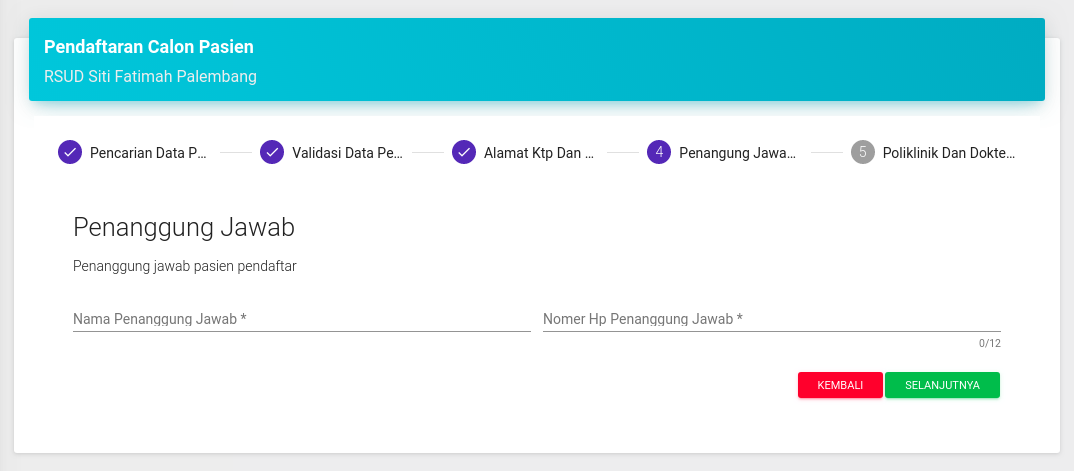 Pendaftaran Calon Pasien
RSUD Siti Fatimah Palembang
Pencarian Data P...
Validasi Data Pe...
Alamat Ktp Dan ...
4 Penangung Jawa...
5 Poliklinik Dan Dokte...
Penanggung Jawab
Penanggung jawab pasien pendaftar
Nama Penanggung Jawab *
Nomer Hp Penanggung Jawab *
0/12
KEMBALI
SELANJUTNYA